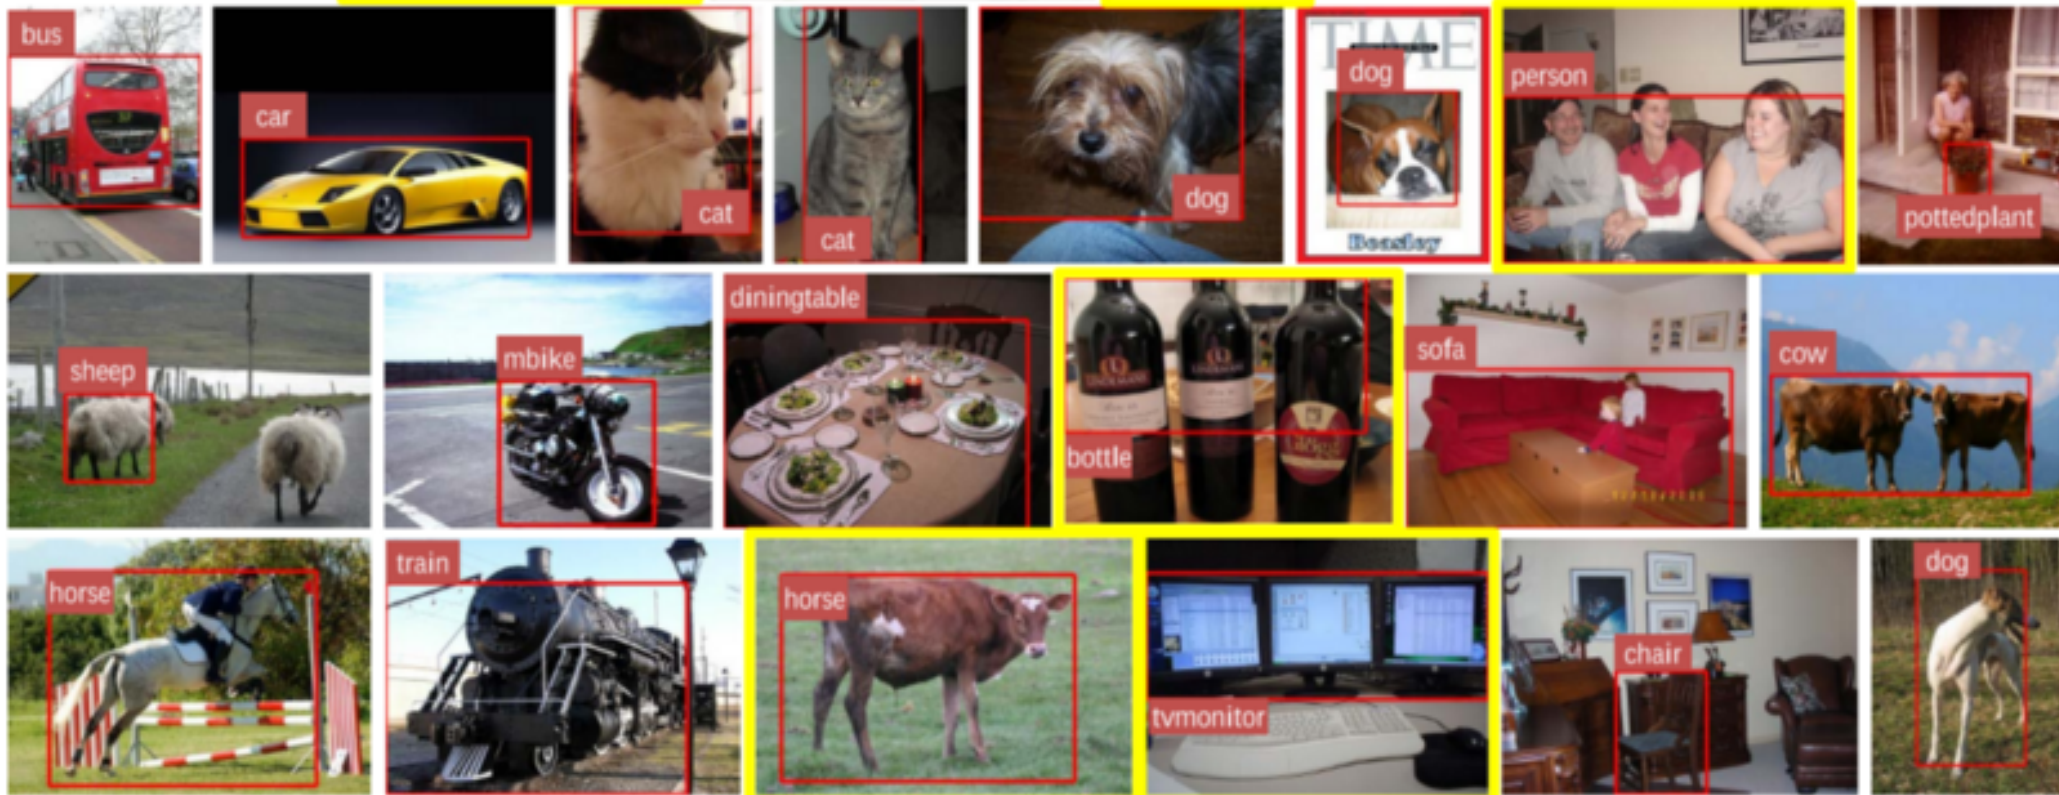 bus
car
cat
cat
dog
TIME
dog
Beasley
person
pottedplant
sheep
mbike
diningtable
bottle
sofa
cow
horse
train
horse
tvmonitor
chair
dog